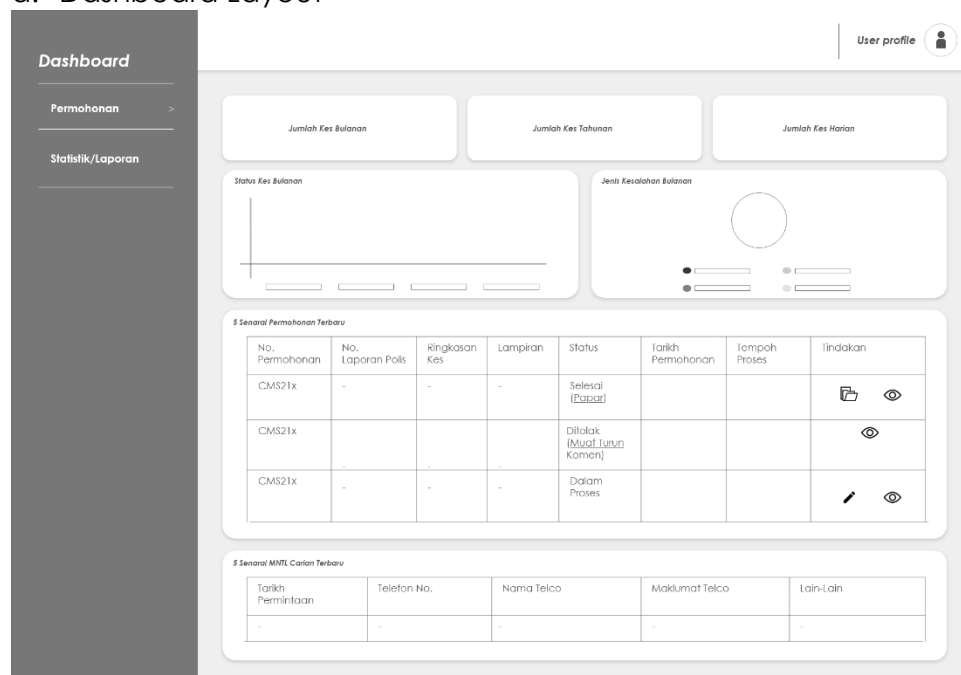 a. Dashboard Layout
User profile
Dashboard
Permohonan >
Statistik/Laporan
Jumlah Kes Bulanan
Jumlah Kes Tahunan
Jumlah Kes Harian
Status Kes Bulanan
Jenis Kesalahan Bulanan
5 Senarai Permohonan Terbaru
No. Permohonan
No. Laporan Polis
Ringkasan Kes
Lampiran
Status
Tarikh Permohonan
Tempoh Proses
Tindakan
CMS21x
-
-
-
Selesai
(Papar)
CMS21x
-
-
-
Ditolak
(Muat Turun
Komen)
CMS21x
-
-
-
Dalam
Proses
5 Senarai MNTL Carian Terbaru
Tarikh Permintaan
Telefon No.
Nama Telco
Maklumat Telco
Lain-Lain
-
-
-
-
-